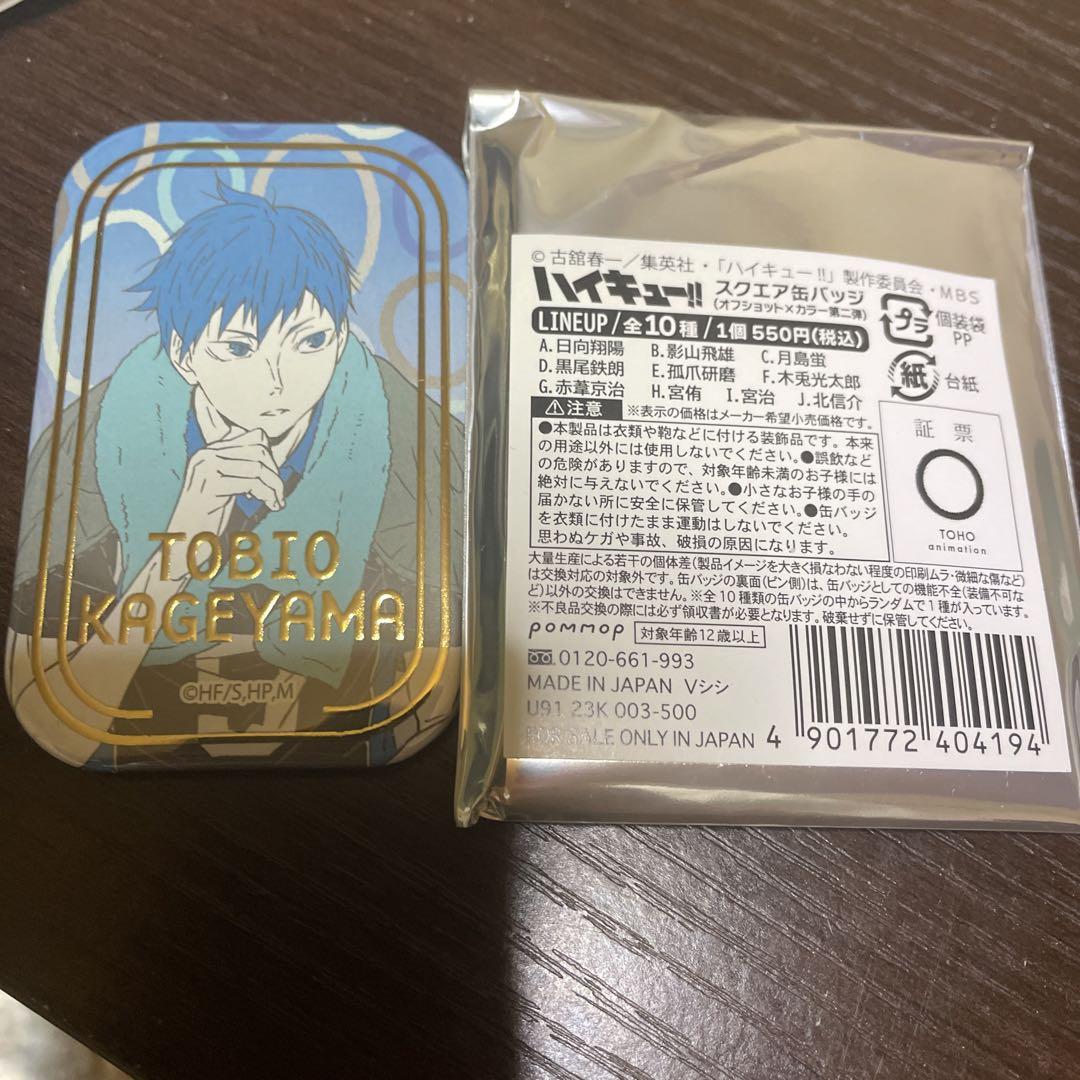 TOBIO
KAGEYAMA
©HF/S,HP,M
© 古舘春一／集英社・「ハイキュー!!」製作委員会・MBS
ハイキュー!!
スクエア缶バッジ
(オフショット×カラー第二弾)
LINEUP/全10種/1個 550円(税込)
A.日向翔陽 B.影山飛雄 C.月島蛍
D.黒尾鉄朗 E.孤爪研磨 F.木兎光太郎
G.赤葦京治 H.宮侑 I.宮治 J.北信介
プラ
個装袋
PP
紙
台紙
⚠注意 ※表示の価格はメーカー希望小売価格です。
●本製品は衣類や鞄などに付ける装飾品です。本来
の用途以外には使用しないでください。●誤飲など
の危険がありますので、対象年齢未満のお子様には
絶対に与えないでください。●小さなお子様の手の
届かない所に安全に保管してください。●缶バッジ
を衣類に付けたまま運動はしないでください。
思わぬケガや事故、破損の原因になります。
証票
TOHO
animation
大量生産による若干の個体差(製品イメージを大きく損なわない程度の印刷ムラ・微細な傷など)
は交換対応の対象外です。缶バッジの裏面(ピン側)は、缶バッジとしての機能不全(装備不可な
ど)以外の交換はできません。※全10種類の缶バッジの中からランダムで1種が入っています。
※不良品交換の際には必ず領収書が必要となります。破棄せずに保管してください。
pommop 対象年齢12歳以上
0120-661-993
MADE IN JAPAN Vシシ
U91 23K 003-500
FOR SALE ONLY IN JAPAN
4 901772 404194